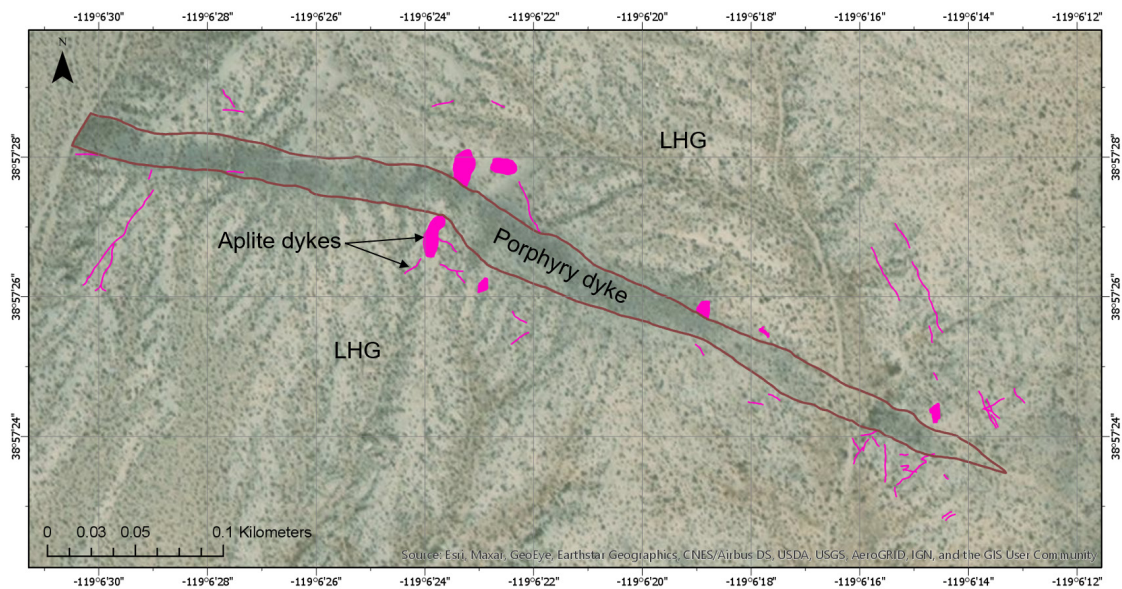 -119°6'30" -119°6'28" -119°6'26" -119°6'24" -119°6'22" -119°6'20" -119°6'18" -119°6'16" -119°6'14" -119°6'12"
N
38°57'28" 38°57'28"
LHG
Aplite dykes
Porphyry dyke
38°57'26" 38°57'26"
LHG
38°57'24" 38°57'24"
0 0.03 0.05 0.1 Kilometers
Source: Esri, Maxar, GeoEye, Earthstar Geographics, CNES/Airbus DS, USDA, USGS, AeroGRID, IGN, and the GIS User Community
-119°6'30" -119°6'28" -119°6'26" -119°6'24" -119°6'22" -119°6'20" -119°6'18" -119°6'16" -119°6'14" -119°6'12"